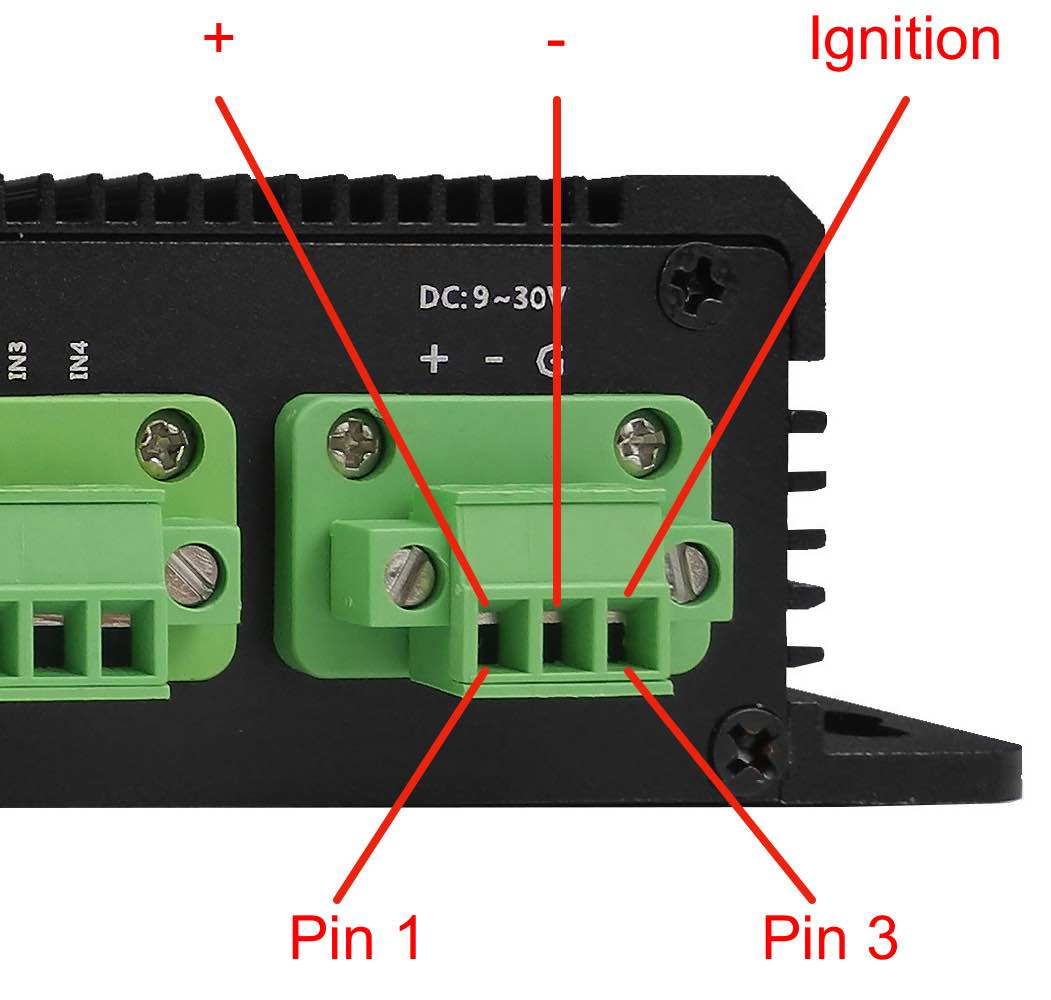 + - Ignition
DC: 9~30V
+ - G
IN3 IN4
Pin 1 Pin 3